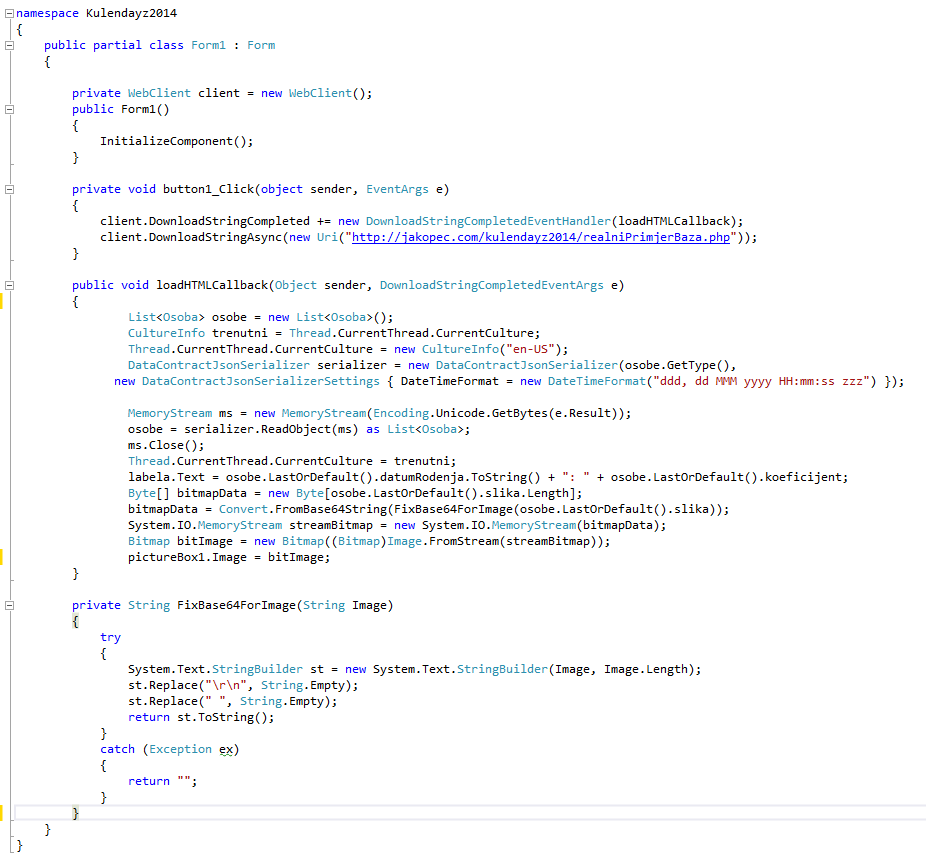 namespace Kulendayz2014
{
    public partial class Form1 : Form
    {

        private WebClient client = new WebClient();
        public Form1()
        {
            InitializeComponent();
        }

        private void button1_Click(object sender, EventArgs e)
        {
            client.DownloadStringCompleted += new DownloadStringCompletedEventHandler(loadHTMLCallback);
            client.DownloadStringAsync(new Uri("http://jakopec.com/kulendayz2014/realniPrimjerBaza.php"));
        }

        public void loadHTMLCallback(Object sender, DownloadStringCompletedEventArgs e)
        {
                List<Osoba> osobe = new List<Osoba>();
                CultureInfo trenutni = Thread.CurrentThread.CurrentCulture;
                Thread.CurrentThread.CurrentCulture = new CultureInfo("en-US");
                DataContractJsonSerializer serializer = new DataContractJsonSerializer(osobe.GetType(),
              new DataContractJsonSerializerSettings { DateTimeFormat = new DateTimeFormat("ddd, dd MMM yyyy HH:mm:ss zzz") });

                MemoryStream ms = new MemoryStream(Encoding.Unicode.GetBytes(e.Result));
                osobe = serializer.ReadObject(ms) as List<Osoba>;
                ms.Close();
                Thread.CurrentThread.CurrentCulture = trenutni;
                labela.Text = osobe.LastOrDefault().datumRodenja.ToString() + ": " + osobe.LastOrDefault().koeficijent;
                Byte[] bitmapData = new Byte[osobe.LastOrDefault().slika.Length];
                bitmapData = Convert.FromBase64String(FixBase64ForImage(osobe.LastOrDefault().slika));
                System.IO.MemoryStream streamBitmap = new System.IO.MemoryStream(bitmapData);
                Bitmap bitImage = new Bitmap((Bitmap)Image.FromStream(streamBitmap));
                pictureBox1.Image = bitImage;
        }

        private String FixBase64ForImage(String Image)
        {
            try
            {
                System.Text.StringBuilder st = new System.Text.StringBuilder(Image, Image.Length);
                st.Replace("\r\n", String.Empty);
                st.Replace(" ", String.Empty);
                return st.ToString();
            }
            catch (Exception ex)
            {
                return "";
            }
        }
    }
}